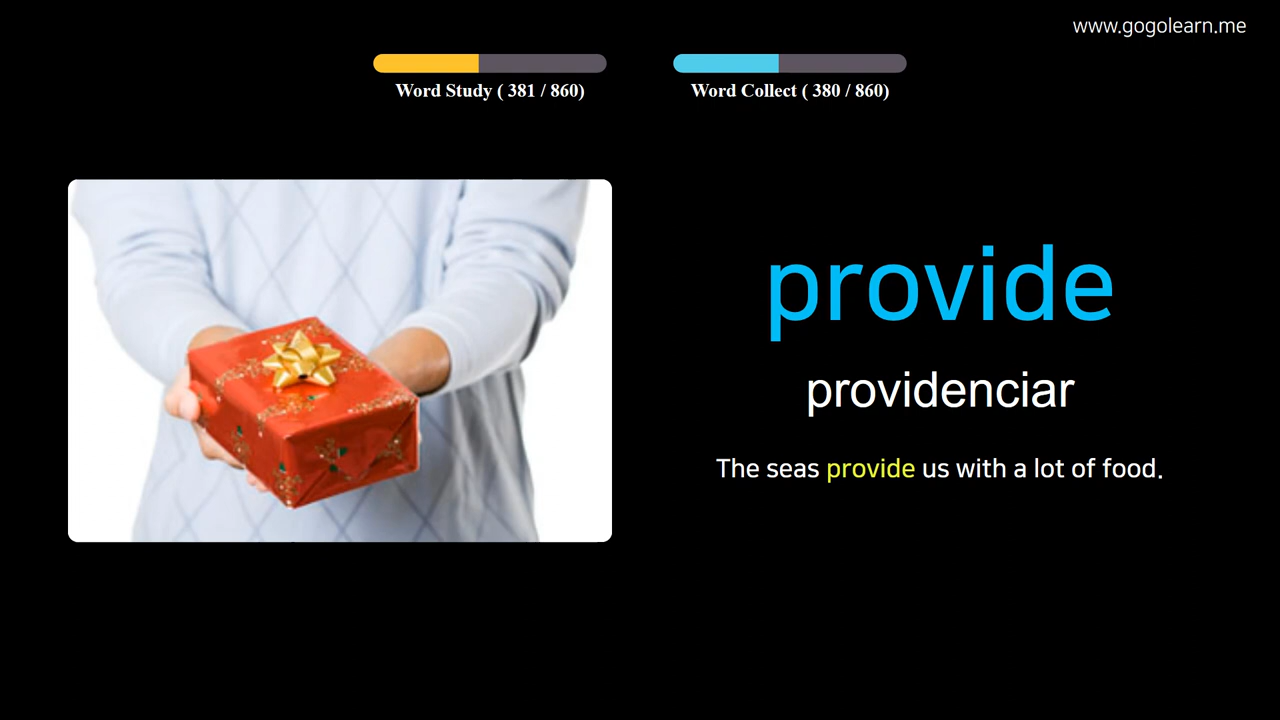 www.gogolearn.me
Word Study ( 381 / 860)
Word Collect ( 380 / 860)
provide
providenciar
The seas provide us with a lot of food.